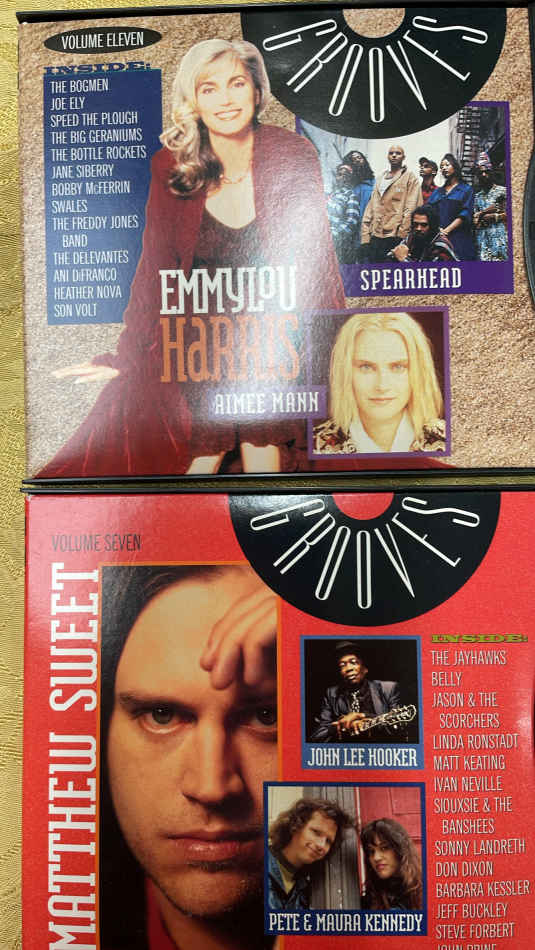 VOLUME ELEVEN
GROOVES
INSIDE:
THE BOGMEN
JOE ELY
SPEED THE PLOUGH
THE BIG GERANIUMS
THE BOTTLE ROCKETS
JANE SIBERRY
BOBBY McFERRIN
SWALES
THE FREDDY JONES
BAND
THE DELEVANTES
ANI DIFRANCO
HEATHER NOVA
SON VOLT
SPEARHEAD
EMMYLOU
HARRIS
AIMEE MANN
GROOVES
VOLUME SEVEN
MATTHEW SWEET
INSIDE:
THE JAYHAWKS
BELLY
JASON & THE
SCORCHERS
LINDA RONSTADT
MATT KEATING
IVAN NEVILLE
SIOUXSIE & THE
BANSHEES
SONNY LANDRETH
DON DIXON
BARBARA KESSLER
JEFF BUCKLEY
STEVE FORBERT
JOHN PRINE
JOHN LEE HOOKER
PETE & MAURA KENNEDY